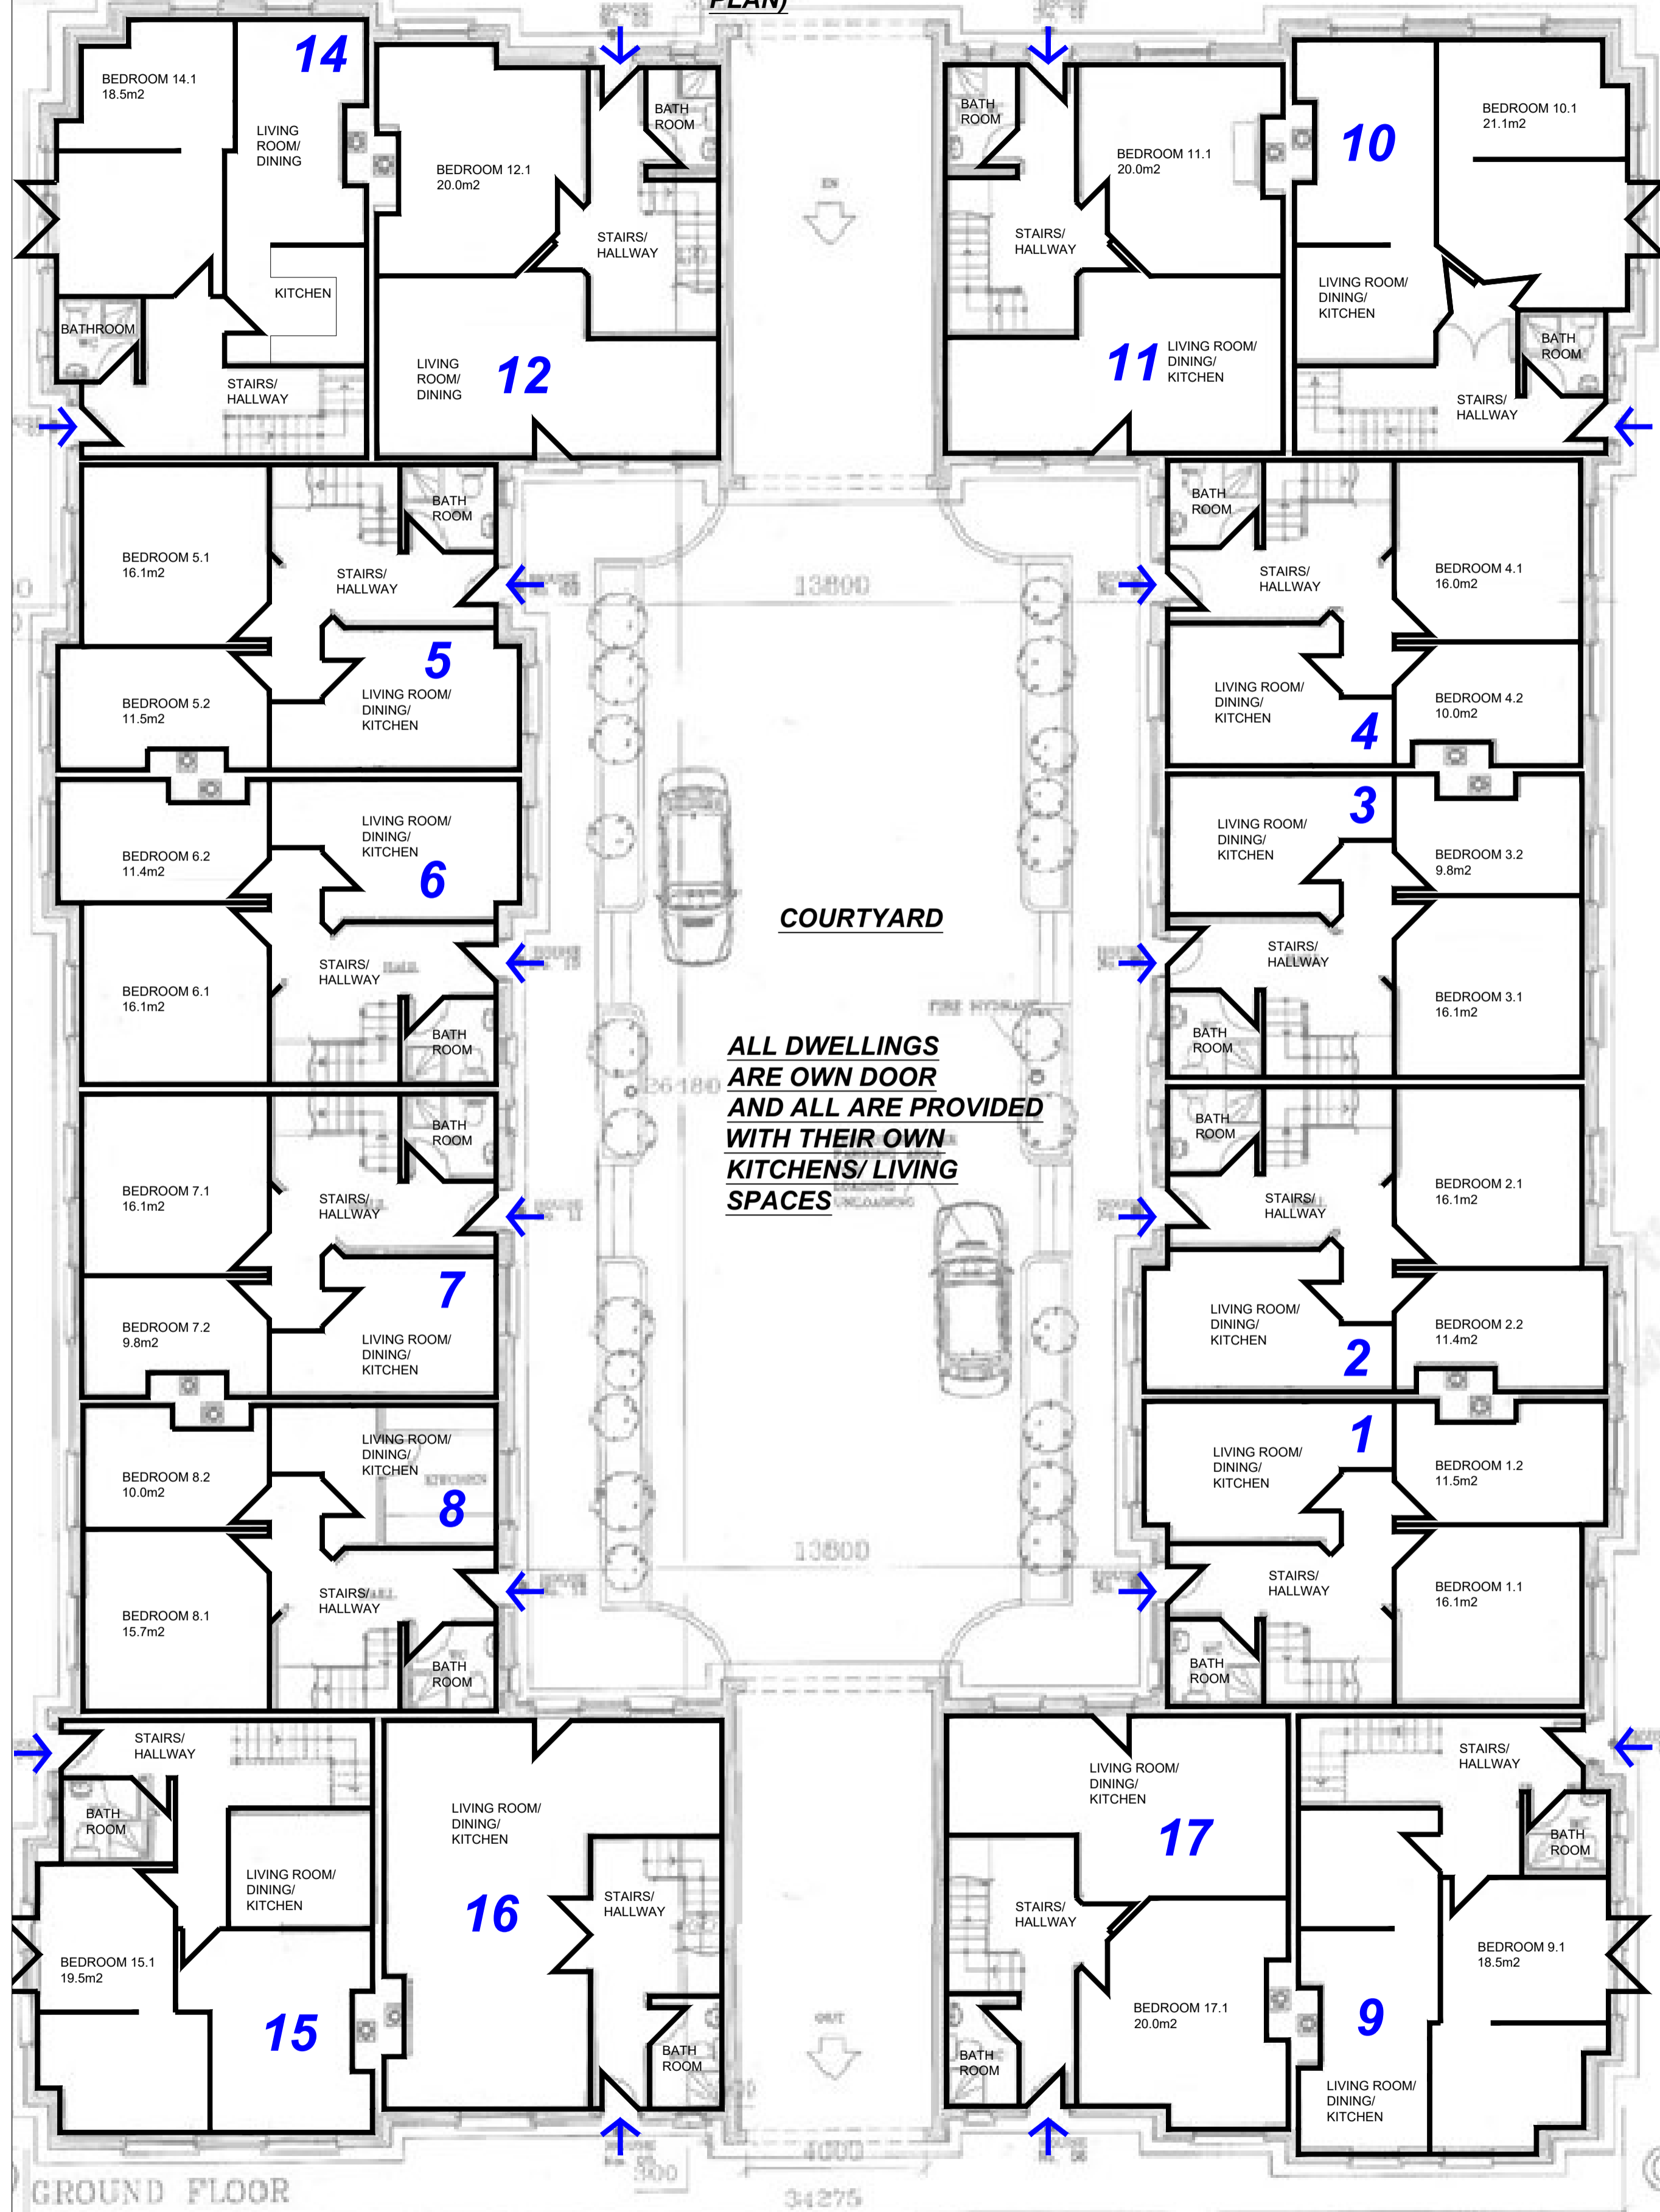 PLAN)
14
BEDROOM 14.1
18.5m2
LIVING
ROOM/
DINING
KITCHEN
BATHROOM
STAIRS/
HALLWAY
BEDROOM 12.1
20.0m2
BATH
ROOM
STAIRS/
HALLWAY
LIVING
ROOM/
DINING
12
EN
BATH
ROOM
BEDROOM 11.1
20.0m2
STAIRS/
HALLWAY
11
LIVING ROOM/
DINING/
KITCHEN
10
BEDROOM 10.1
21.1m2
LIVING ROOM/
DINING/
KITCHEN
BATH
ROOM
STAIRS/
HALLWAY
BEDROOM 5.1
16.1m2
BATH
ROOM
STAIRS/
HALLWAY
5
BEDROOM 5.2
11.5m2
LIVING ROOM/
DINING/
KITCHEN
13800
BATH
ROOM
STAIRS/
HALLWAY
BEDROOM 4.1
16.0m2
LIVING ROOM/
DINING/
KITCHEN
4
BEDROOM 4.2
10.0m2
BEDROOM 6.2
11.4m2
LIVING ROOM/
DINING/
KITCHEN
6
BEDROOM 6.1
16.1m2
STAIRS/
HALLWAY
HALL
BATH
ROOM
3
LIVING ROOM/
DINING/
KITCHEN
BEDROOM 3.2
9.8m2
STAIRS/
HALLWAY
BEDROOM 3.1
16.1m2
BATH
ROOM
COURTYARD
FIRE HYDRANT
ALL DWELLINGS
ARE OWN DOOR
AND ALL ARE PROVIDED
WITH THEIR OWN
KITCHENS/ LIVING
SPACES
26480
UNLOADING
BEDROOM 7.1
16.1m2
BATH
ROOM
STAIRS/
HALLWAY
7
BEDROOM 7.2
9.8m2
LIVING ROOM/
DINING/
KITCHEN
BATH
ROOM
STAIRS/
HALLWAY
BEDROOM 2.1
16.1m2
LIVING ROOM/
DINING/
KITCHEN
2
BEDROOM 2.2
11.4m2
BEDROOM 8.2
10.0m2
LIVING ROOM/
DINING/
KITCHEN
KITCHEN
8
BEDROOM 8.1
15.7m2
STAIRS/
HALLWAY
BATH
ROOM
13800
1
LIVING ROOM/
DINING/
KITCHEN
BEDROOM 1.2
11.5m2
STAIRS/
HALLWAY
BEDROOM 1.1
16.1m2
BATH
ROOM
STAIRS/
HALLWAY
BATH
ROOM
LIVING ROOM/
DINING/
KITCHEN
BEDROOM 15.1
19.5m2
15
LIVING ROOM/
DINING/
KITCHEN
16
STAIRS/
HALLWAY
BATH
ROOM
OUT
LIVING ROOM/
DINING/
KITCHEN
17
STAIRS/
HALLWAY
BEDROOM 17.1
20.0m2
BATH
ROOM
STAIRS/
HALLWAY
BATH
ROOM
BEDROOM 9.1
18.5m2
9
LIVING ROOM/
DINING/
KITCHEN
GROUND FLOOR
300
4000
34275